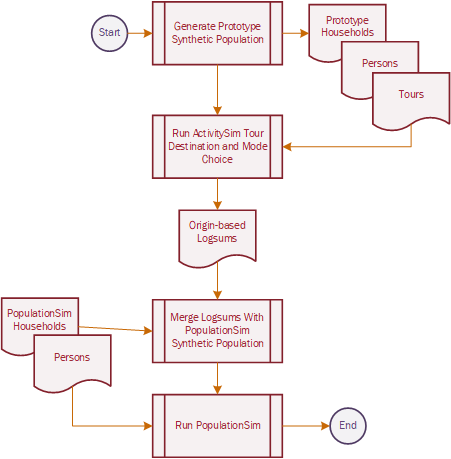 Start
Generate Prototype
Synthetic Population
Prototype
Households
Persons
Tours
Run ActivitySim Tour
Destination and Mode
Choice
Origin-based
Logsums
PopulationSim
Households
Persons
Merge Logsums With
PopulationSim
Synthetic Population
Run PopulationSim
End